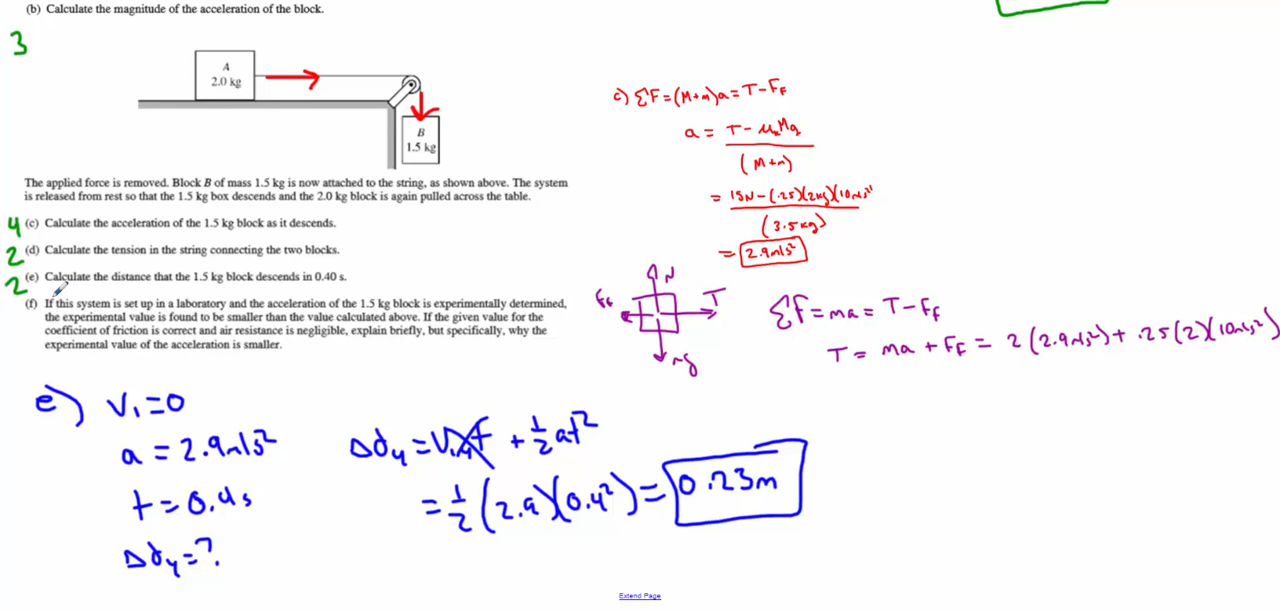 (b) Calculate the magnitude of the acceleration of the block.
3
A
2.0 kg
B
1.5 kg
The applied force is removed. Block B of mass 1.5 kg is now attached to the string, as shown above. The system
is released from rest so that the 1.5 kg box descends and the 2.0 kg block is again pulled across the table.
4 (c) Calculate the acceleration of the 1.5 kg block as it descends.
2 (d) Calculate the tension in the string connecting the two blocks.
2 (e) Calculate the distance that the 1.5 kg block descends in 0.40 s.
(f) If this system is set up in a laboratory and the acceleration of the 1.5 kg block is experimentally determined,
the experimental value is found to be smaller than the value calculated above. If the given value for the
coefficient of friction is correct and air resistance is negligible, explain briefly, but specifically, why the
experimental value of the acceleration is smaller.
c) ΣF = (M+m)a = T - Ff
a = T - μkMg
(M+m)
= 15N - (.25)(2kg)(10m/s²)
(3.5kg)
= 2.9m/s²
N
Ff
T
mg
ΣF = ma = T - Ff
T = ma + Ff = 2(2.9m/s²) + .25(2)(10m/s²)
e) V₁=0
a = 2.9m/s²
t = 0.4s
Δdy = ?
Δdy = V₁yt + ½at²
= ½(2.9)(0.4²) = 0.23m
Extend Page